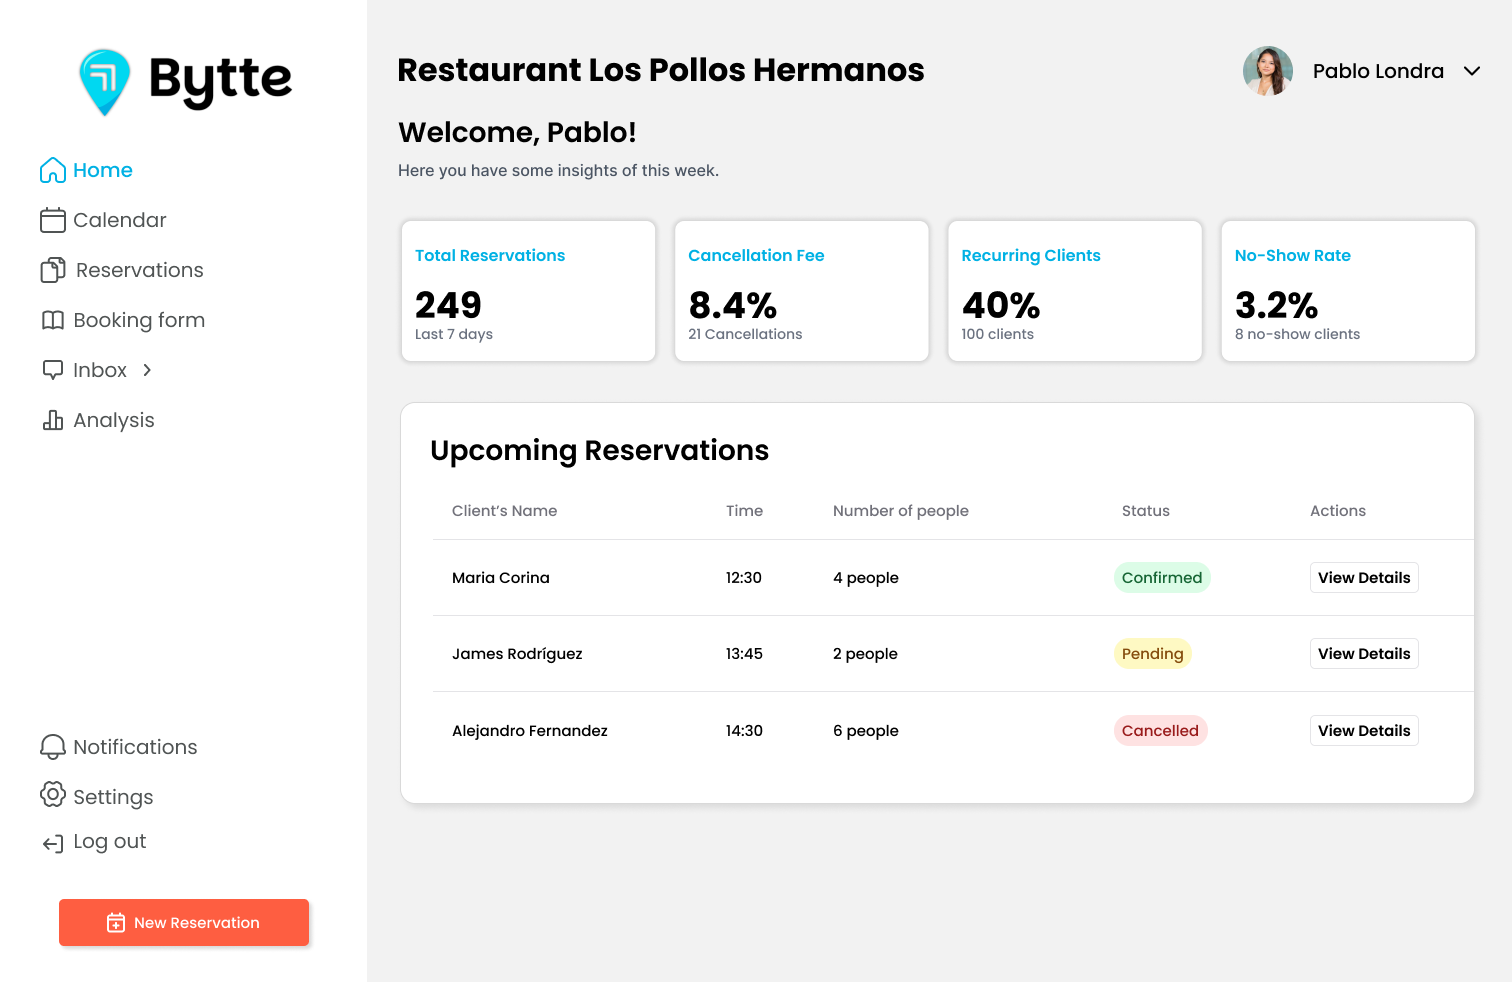 Bytte
Home
Calendar
Reservations
Booking form
Inbox
Analysis
Notifications
Settings
Log out
New Reservation
Restaurant Los Pollos Hermanos
Pablo Londra
Welcome, Pablo!
Here you have some insights of this week.
Total Reservations
249
Last 7 days
Cancellation Fee
8.4%
21 Cancellations
Recurring Clients
40%
100 clients
No-Show Rate
3.2%
8 no-show clients
Upcoming Reservations
Client’s Name Time Number of people Status Actions
Maria Corina 12:30 4 people Confirmed View Details
James Rodríguez 13:45 2 people Pending View Details
Alejandro Fernandez 14:30 6 people Cancelled View Details